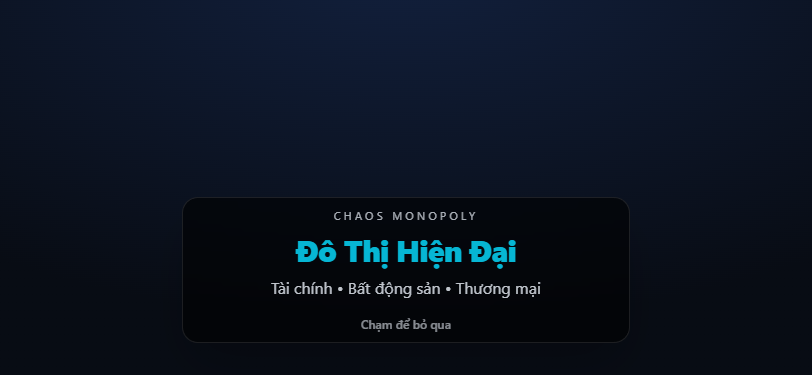 CHAOS MONOPOLY
Đô Thị Hiện Đại
Tài chính • Bất động sản • Thương mại
Chạm để bỏ qua